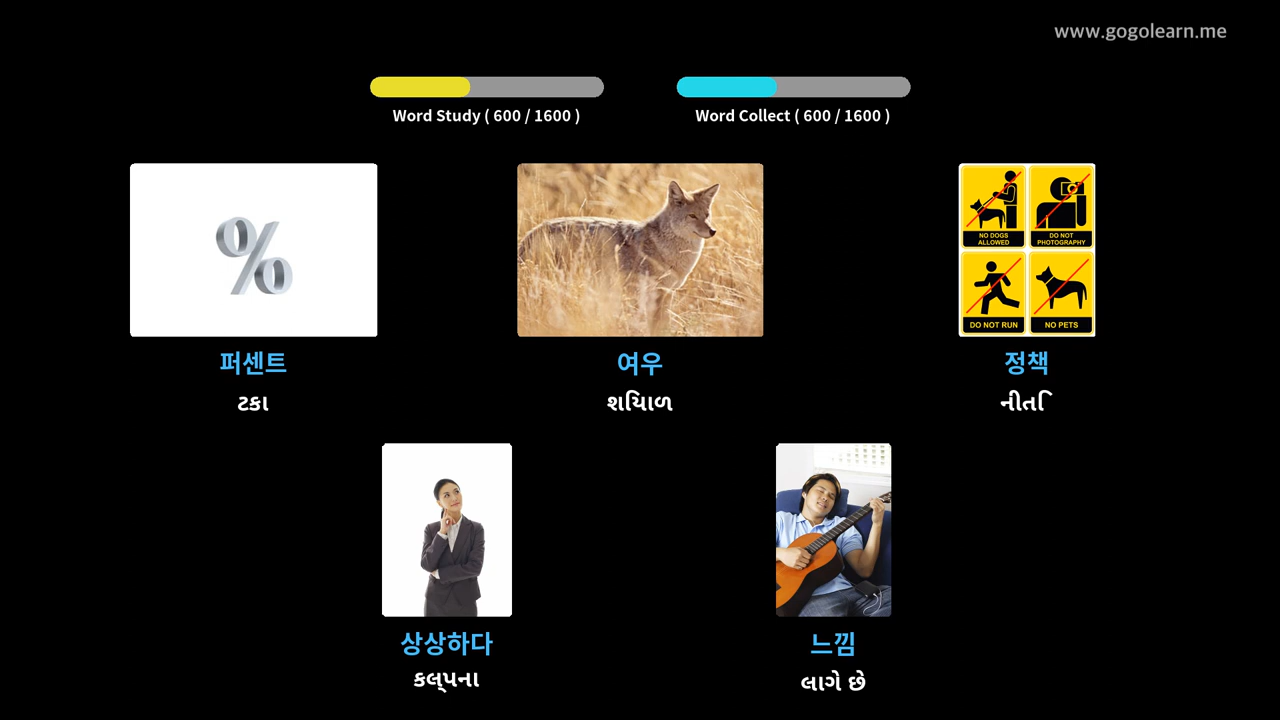 www.gogolearn.me
Word Study ( 600 / 1600 )
Word Collect ( 600 / 1600 )
NO DOGS ALLOWED
DO NOT PHOTOGRAPHY
DO NOT RUN
NO PETS
퍼센트
여우
정책
ટકા
શિયાળ
નીતિ
상상하다
느낌
કલ્પના
લાગે છે